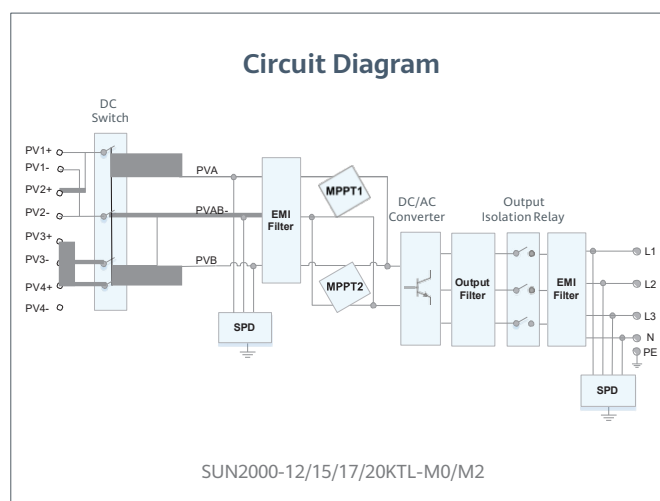 Circuit Diagram
DC
Switch
PV1+
PV1-
PV2+
PV2-
PV3+
PV3-
PV4+
PV4-
PVA
PVAB-
PVB
EMI
Filter
SPD
MPPT1
MPPT2
DC/AC
Converter
Output
Filter
Output
Isolation Relay
EMI
Filter
L1
L2
L3
N
PE
SPD
SUN2000-12/15/17/20KTL-M0/M2